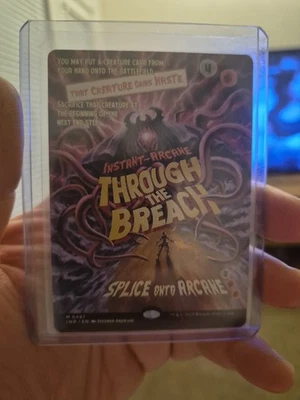 YOU MAY PUT A CREATURE CARD FROM
YOUR HAND ONTO THE BATTLEFIELD.
4
THAT CREATURE GAINS HASTE.
SACRIFICE THAT CREATURE AT
THE BEGINNING OF THE
NEXT END STEP.
INSTANT-ARCANE
THROUGH
THE
BREACH
SPLICE ONTO ARCANE